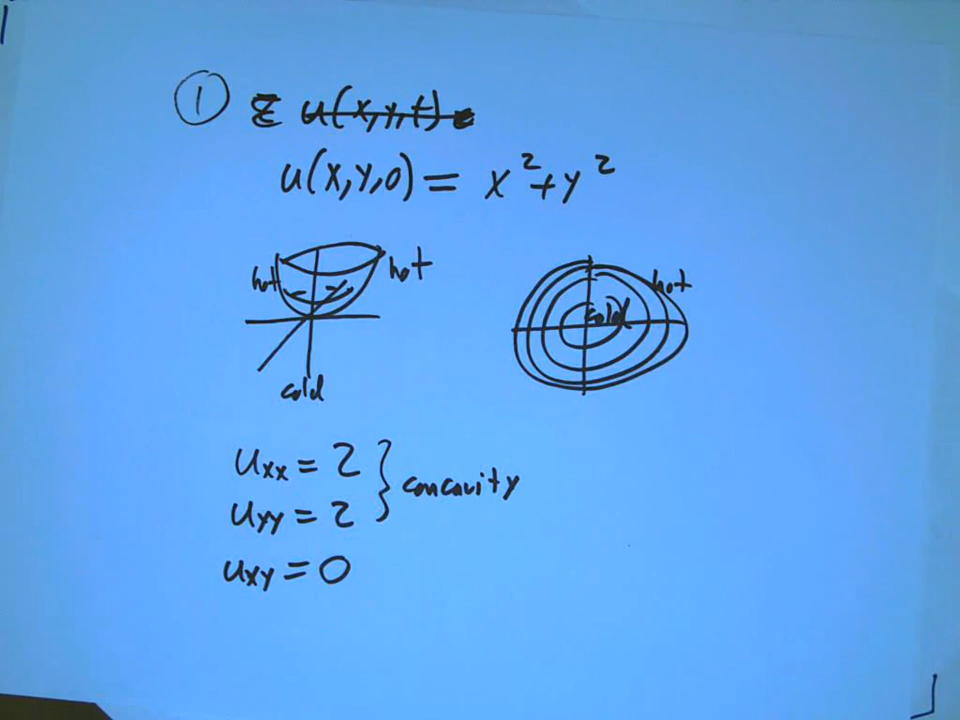 ① u(x,y,t)
u(x,y,0) = x²+y²
hot hot hot
cold
cold
uxx = 2
uyy = 2 } concavity
uxy = 0